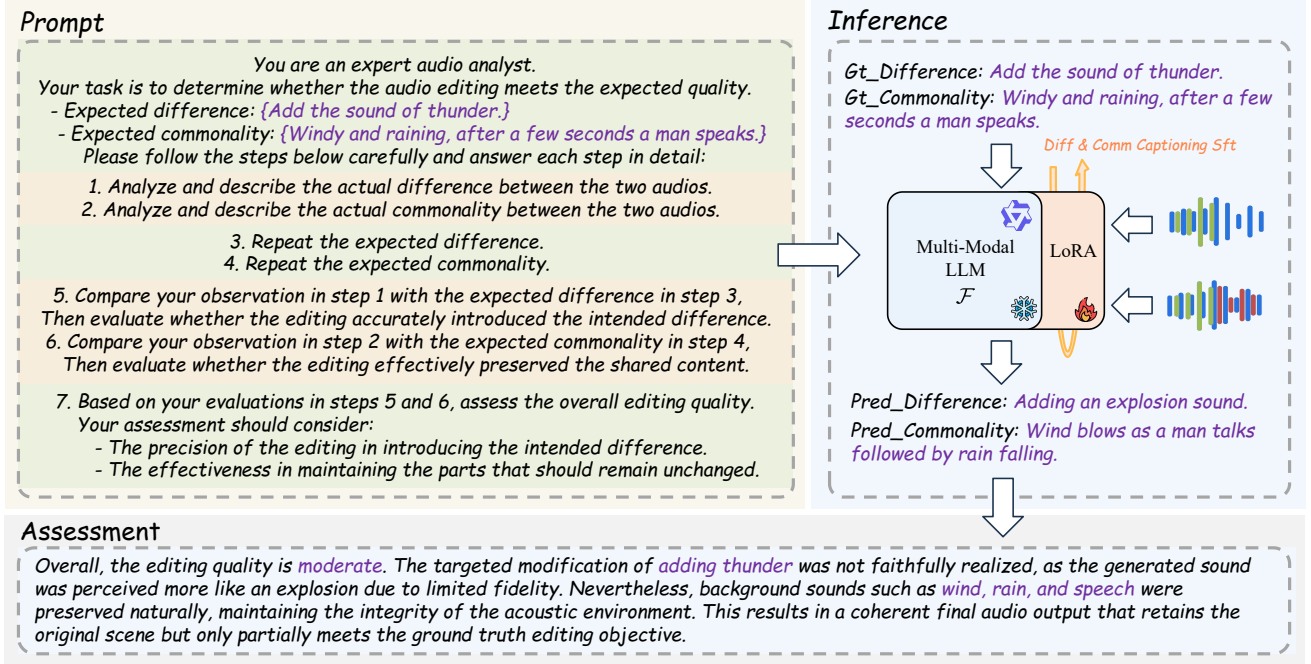 Prompt
You are an expert audio analyst.
Your task is to determine whether the audio editing meets the expected quality.
- Expected difference: {Add the sound of thunder.}
- Expected commonality: {Windy and raining, after a few seconds a man speaks.}
Please follow the steps below carefully and answer each step in detail:
1. Analyze and describe the actual difference between the two audios.
2. Analyze and describe the actual commonality between the two audios.
3. Repeat the expected difference.
4. Repeat the expected commonality.
5. Compare your observation in step 1 with the expected difference in step 3,
Then evaluate whether the editing accurately introduced the intended difference.
6. Compare your observation in step 2 with the expected commonality in step 4,
Then evaluate whether the editing effectively preserved the shared content.
7. Based on your evaluations in steps 5 and 6, assess the overall editing quality.
Your assessment should consider:
- The precision of the editing in introducing the intended difference.
- The effectiveness in maintaining the parts that should remain unchanged.
Inference
Gt_Difference: Add the sound of thunder.
Gt_Commonality: Windy and raining, after a few
seconds a man speaks.
Diff & Comm Captioning Sft
Multi-Modal
LLM
F
LoRA
Pred_Difference: Adding an explosion sound.
Pred_Commonality: Wind blows as a man talks
followed by rain falling.
Assessment
Overall, the editing quality is moderate. The targeted modification of adding thunder was not faithfully realized, as the generated sound
was perceived more like an explosion due to limited fidelity. Nevertheless, background sounds such as wind, rain, and speech were
preserved naturally, maintaining the integrity of the acoustic environment. This results in a coherent final audio output that retains the
original scene but only partially meets the ground truth editing objective.